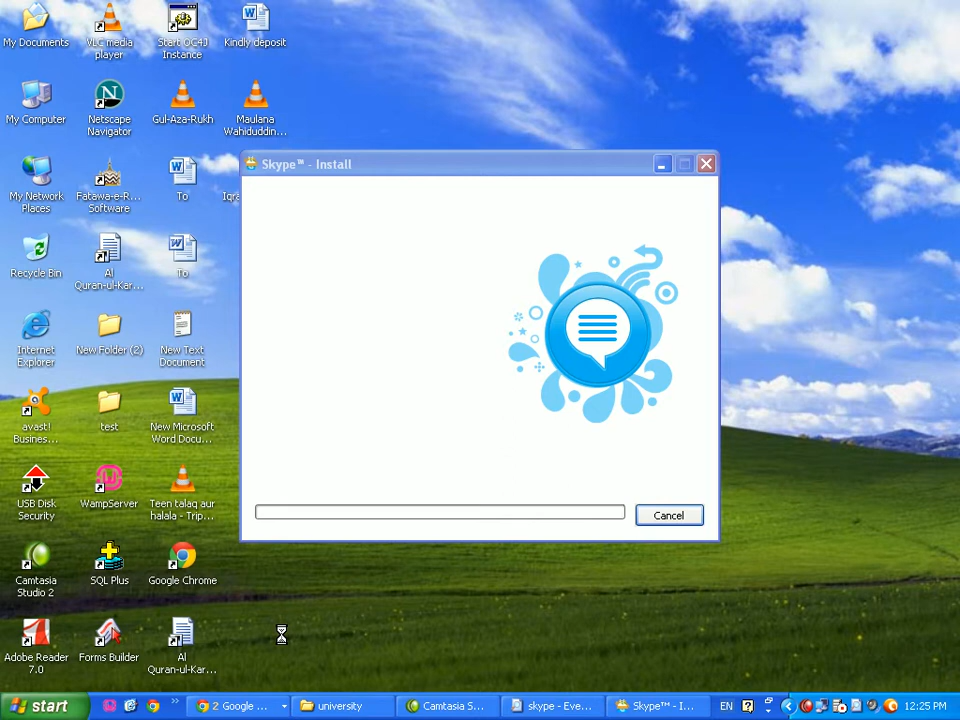 My Documents
VLC media
player
Start OC4J
Instance
Kindly deposit
My Computer
Netscape
Navigator
Gul-Aza-Rukh
Maulana
Wahiduddin...
Skype™ - Install
My Network
Places
Fatawa-e-R...
Software
To
Iqra
Recycle Bin
Al
Quran-ul-Kar...
To
Internet
Explorer
New Folder (2)
New Text
Document
avast!
Busines...
test
New Microsoft
Word Docu...
USB Disk
Security
WampServer
Teen talaq aur
halala - Trip...
Cancel
Camtasia
Studio 2
SQL Plus
Google Chrome
Adobe Reader
7.0
Forms Builder
Al
Quran-ul-Kar...
start
2 Google ...
university
Camtasia S...
skype - Eve...
Skype™ - I...
EN
12:25 PM